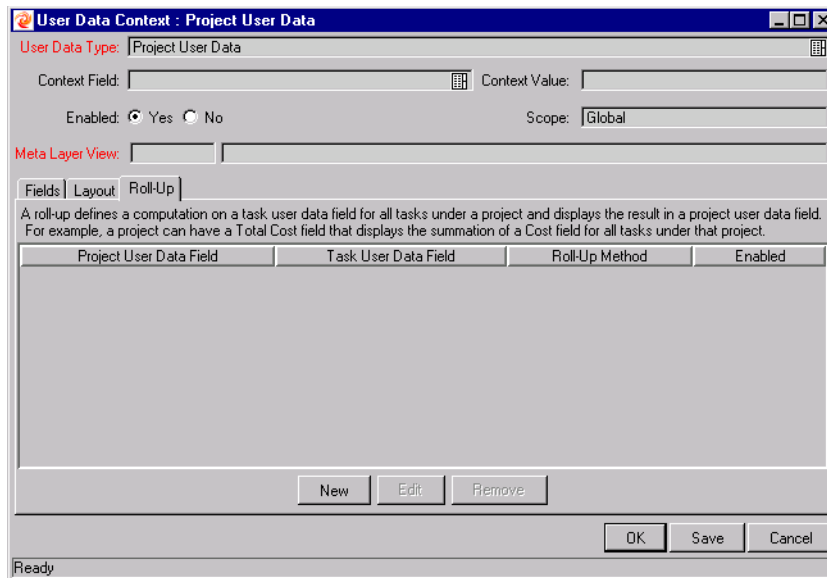 User Data Context : Project User Data
User Data Type: Project User Data
Context Field: Context Value:
Enabled: Yes No Scope: Global
Meta Layer View:
Fields Layout Roll-Up
A roll-up defines a computation on a task user data field for all tasks under a project and displays the result in a project user data field.
For example, a project can have a Total Cost field that displays the summation of a Cost field for all tasks under that project.
Project User Data Field Task User Data Field Roll-Up Method Enabled
New Edit Remove
OK Save Cancel
Ready